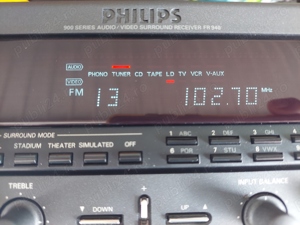 PHILIPS
900 SERIES AUDIO / VIDEO SURROUND RECEIVER FR 946
AUDIO
PHONO TUNER CD TAPE LD TV VCR V-AUX
VIDEO
FM 13 102.70 MHz
SURROUND MODE
1 ABC 2 DEF 3 GHI
STADIUM THEATER SIMULATED OFF
6 PQR 7 STU 8 VWX
TREBLE
INPUT BALANCE
▼ DOWN + UP ▲